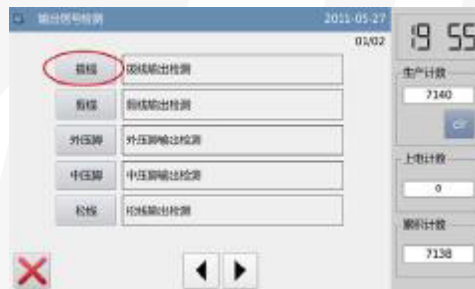 输出信号检测 2011-05-27
01/02
拨线 拨线输出检测
剪线 剪线输出检测
外压脚 外压脚输出检测
中压脚 中压脚输出检测
松线 松线输出检测
19 55
生产计数
7140
clr
上电计数
0
累积计数
7138